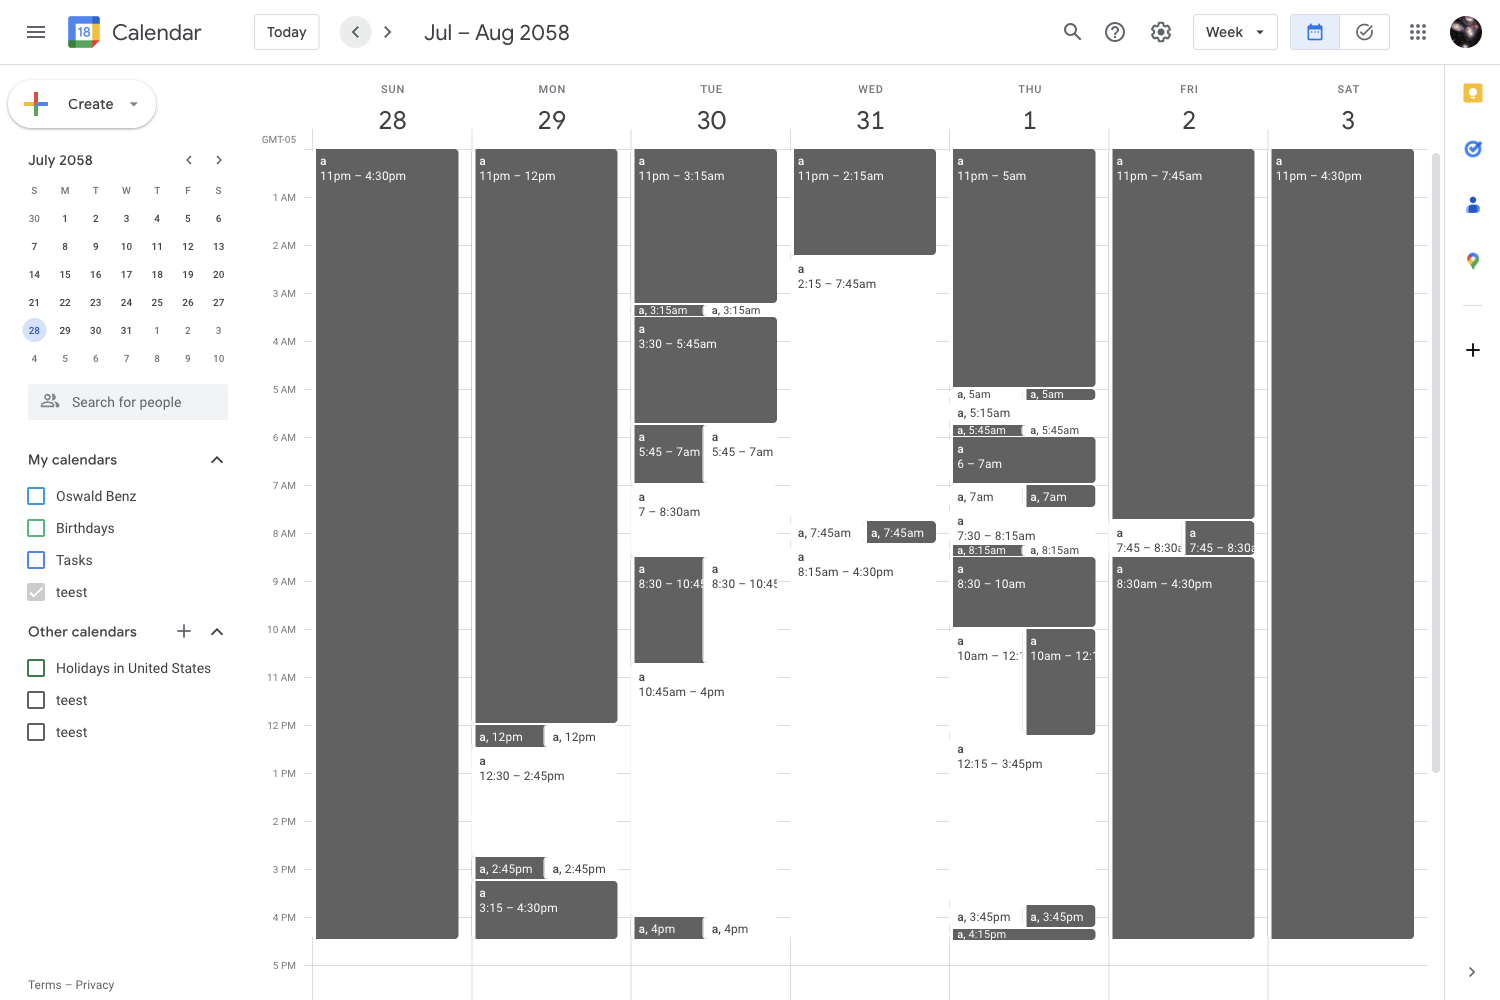 18 Calendar Today Jul – Aug 2058 Week
Create
July 2058
S M T W T F S
30 1 2 3 4 5 6
7 8 9 10 11 12 13
14 15 16 17 18 19 20
21 22 23 24 25 26 27
28 29 30 31 1 2 3
4 5 6 7 8 9 10
Search for people
My calendars
Oswald Benz
Birthdays
Tasks
teest
Other calendars
Holidays in United States
teest
teest
Terms – Privacy
GMT-05
1 AM
2 AM
3 AM
4 AM
5 AM
6 AM
7 AM
8 AM
9 AM
10 AM
11 AM
12 PM
1 PM
2 PM
3 PM
4 PM
5 PM
SUN
28
a
11pm – 4:30pm
MON
29
a
11pm – 12pm
a, 12pm a, 12pm
a
12:30 – 2:45pm
a, 2:45pm a, 2:45pm
a
3:15 – 4:30pm
TUE
30
a
11pm – 3:15am
a, 3:15am a, 3:15am
a
3:30 – 5:45am
a a
5:45 – 7am 5:45 – 7am
a
7 – 8:30am
a a
8:30 – 10:45 8:30 – 10:45
a
10:45am – 4pm
a, 4pm a, 4pm
WED
31
a
11pm – 2:15am
a
2:15 – 7:45am
a, 7:45am a, 7:45am
a
8:15am – 4:30pm
THU
1
a
11pm – 5am
a, 5am a, 5am
a, 5:15am
a, 5:45am a, 5:45am
a
6 – 7am
a, 7am a, 7am
a
7:30 – 8:15am
a, 8:15am a, 8:15am
a
8:30 – 10am
a a
10am – 12:1 10am – 12:1
a
12:15 – 3:45pm
a, 3:45pm a, 3:45pm
a, 4:15pm
FRI
2
a
11pm – 7:45am
a a
7:45 – 8:30a 7:45 – 8:30a
a
8:30am – 4:30pm
SAT
3
a
11pm – 4:30pm